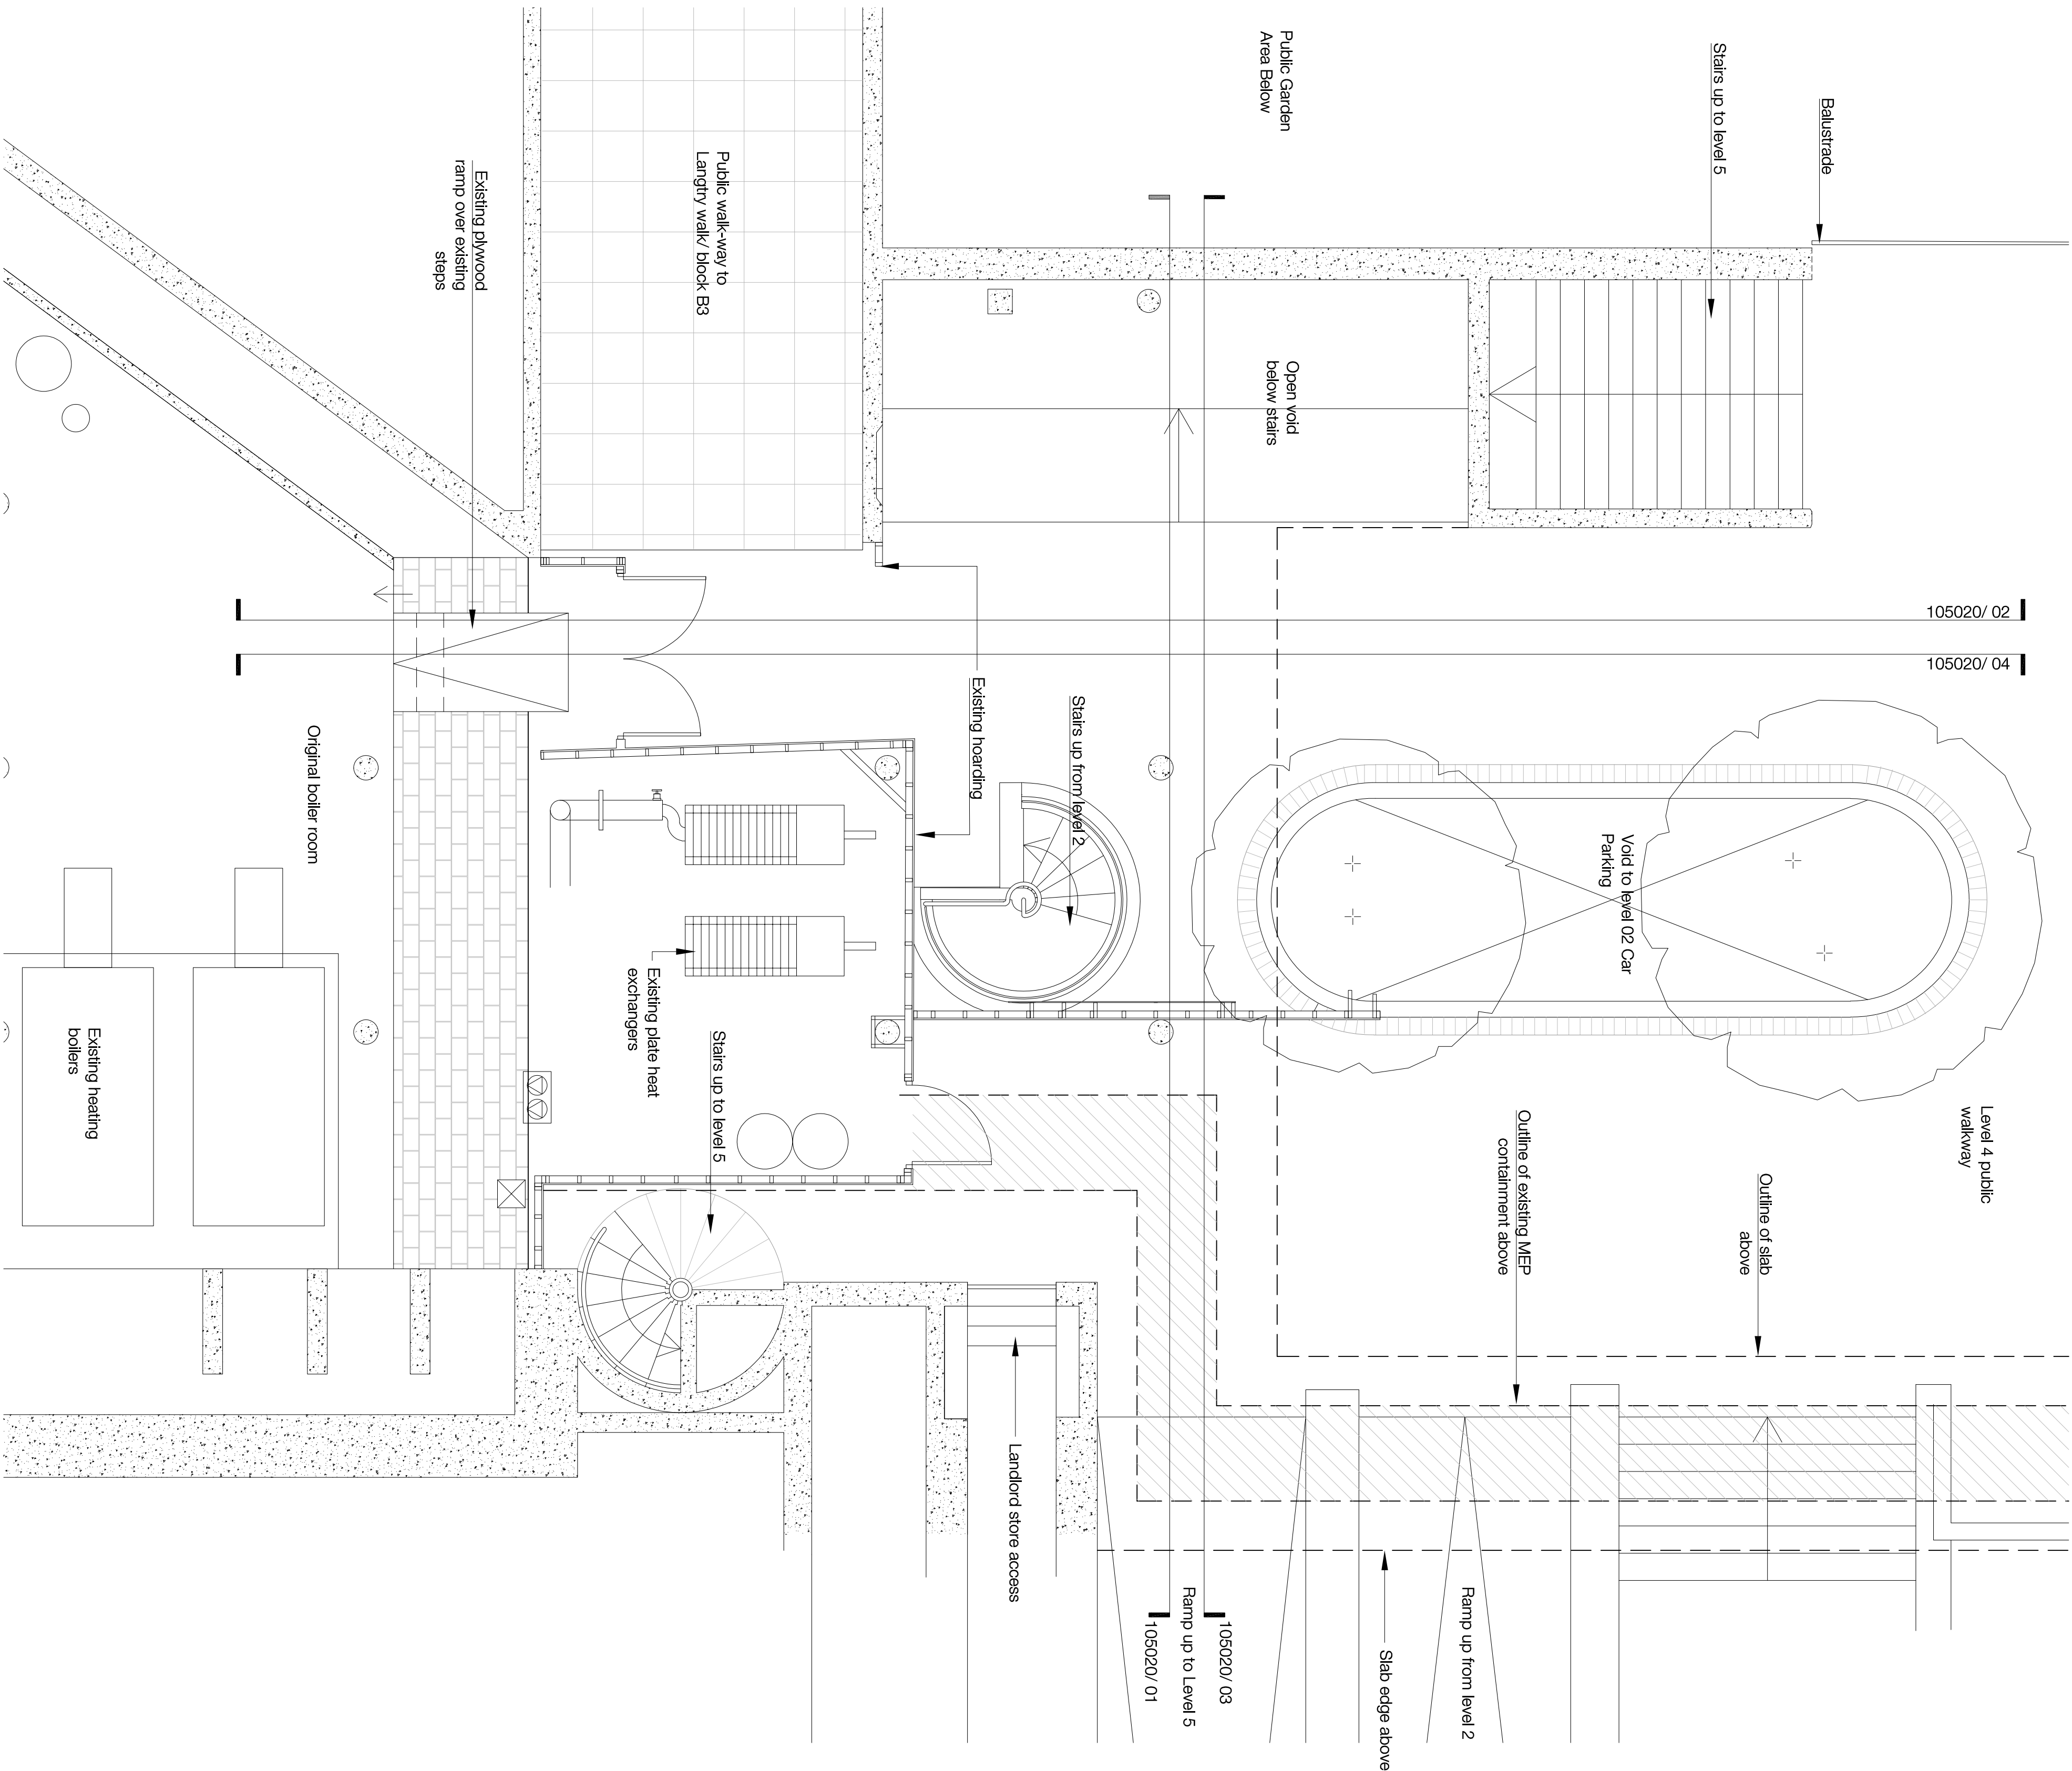 Public Garden
Area Below
Stairs up to level 5
Balustrade
Existing plywood
ramp over existing
steps
Public walk-way to
Langtry walk/ block B3
Open void
below stairs
105020/ 02
105020/ 04
Original boiler room
Existing hoarding
Stairs up from level 2
Void to level 02 Car
Parking
Existing heating
boilers
Existing plate heat
exchangers
Stairs up to level 5
Outline of existing MEP
containment above
Outline of slab
above
Level 4 public
walkway
Landlord store access
105020/ 01
Ramp up to Level 5
105020/ 03
Slab edge above
Ramp up from level 2